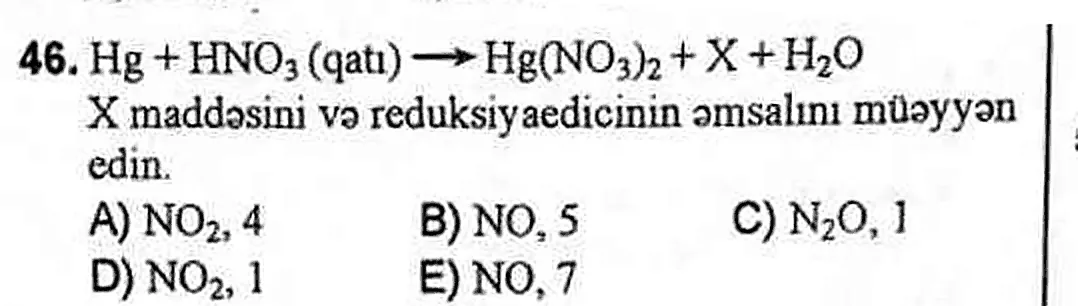 46. Hg + HNO₃ (qatı) ⟶ Hg(NO₃)₂ + X + H₂O
X maddəsini və reduksiyaedicinin əmsalını müəyyən
edin.
A) NO₂, 4 B) NO, 5 C) N₂O, 1
D) NO₂, 1 E) NO, 7